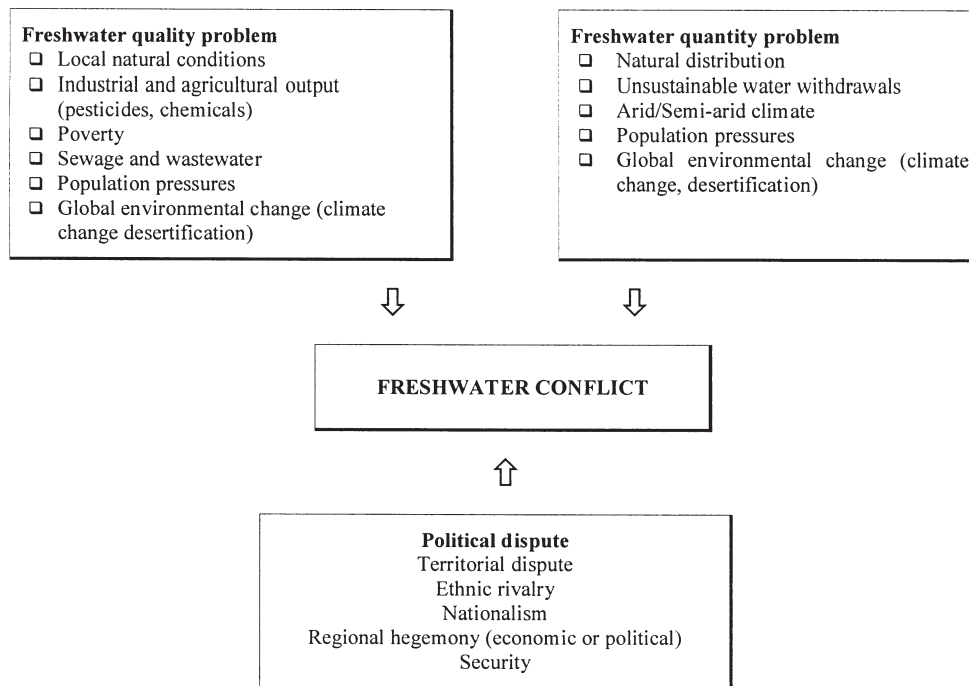 Freshwater quality problem
❑ Local natural conditions
❑ Industrial and agricultural output
(pesticides, chemicals)
❑ Poverty
❑ Sewage and wastewater
❑ Population pressures
❑ Global environmental change (climate
change desertification)
Freshwater quantity problem
❑ Natural distribution
❑ Unsustainable water withdrawals
❑ Arid/Semi-arid climate
❑ Population pressures
❑ Global environmental change (climate
change, desertification)
FRESHWATER CONFLICT
Political dispute
Territorial dispute
Ethnic rivalry
Nationalism
Regional hegemony (economic or political)
Security